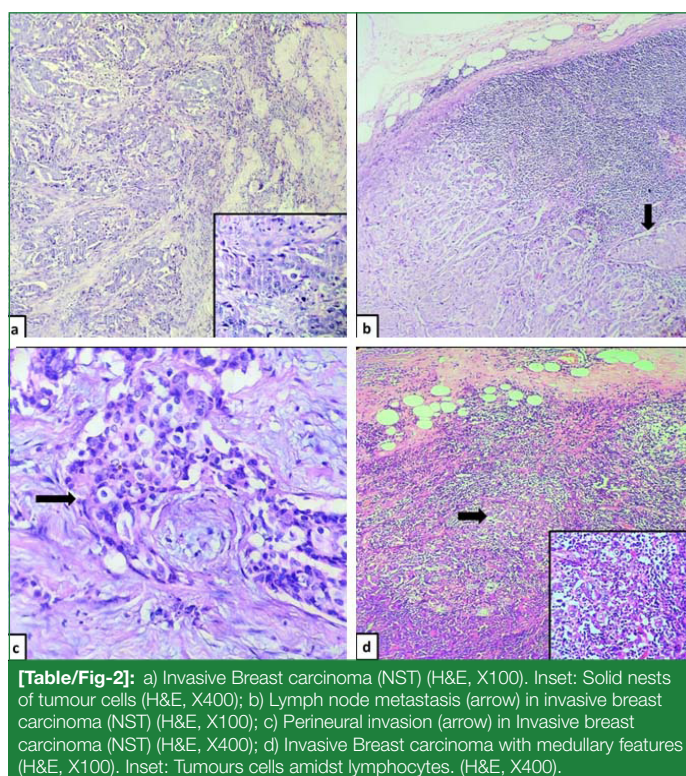 a
b
c
d
[Table/Fig-2]: a) Invasive Breast carcinoma (NST) (H&E, X100). Inset: Solid nests
of tumour cells (H&E, X400); b) Lymph node metastasis (arrow) in invasive breast
carcinoma (NST) (H&E, X100); c) Perineural invasion (arrow) in Invasive breast
carcinoma (NST) (H&E, X400); d) Invasive Breast carcinoma with medullary features
(H&E, X100). Inset: Tumours cells amidst lymphocytes. (H&E, X400).